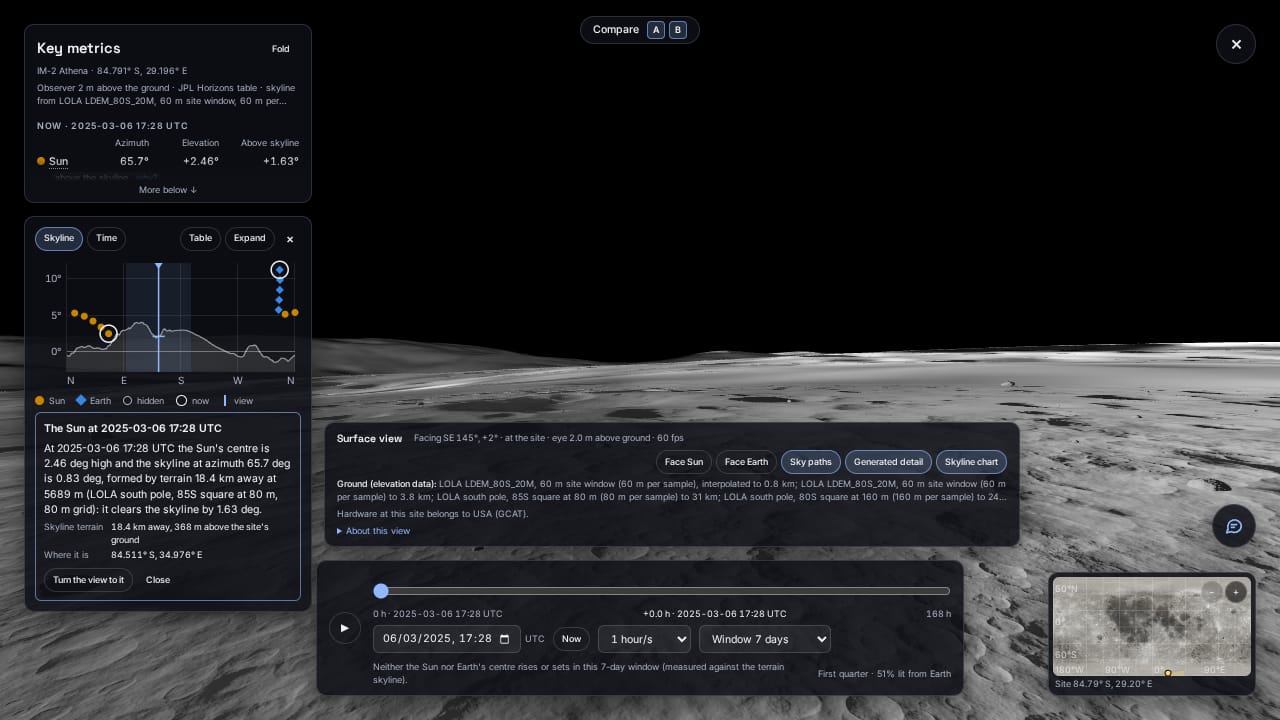 Compare A B
×
Key metrics Fold
IM-2 Athena · 84.791° S, 29.196° E
Observer 2 m above the ground · JPL Horizons table · skyline
from LOLA LDEM_80S_20M, 60 m site window, 60 m per...
NOW · 2025-03-06 17:28 UTC
Azimuth Elevation Above skyline
Sun 65.7° +2.46° +1.63°
above the skyline why?
More below ↓
Skyline Time Table Expand ×
10°
5°
0°
N E S W N
Sun Earth hidden now view
The Sun at 2025-03-06 17:28 UTC
At 2025-03-06 17:28 UTC the Sun's centre is
2.46 deg high and the skyline at azimuth 65.7 deg
is 0.83 deg, formed by terrain 18.4 km away at
5689 m (LOLA south pole, 85S square at 80 m,
80 m grid): it clears the skyline by 1.63 deg.
Skyline terrain 18.4 km away, 368 m above the site's
ground
Where it is 84.511° S, 34.976° E
Turn the view to it Close
Surface view Facing SE 145°, +2° · at the site · eye 2.0 m above ground · 60 fps
Face Sun Face Earth Sky paths Generated detail Skyline chart
Ground (elevation data): LOLA LDEM_80S_20M, 60 m site window (60 m per sample), interpolated to 0.8 km; LOLA LDEM_80S_20M, 60 m site window (60 m
per sample) to 3.8 km; LOLA south pole, 85S square at 80 m (80 m per sample) to 31 km; LOLA south pole, 80S square at 160 m (160 m per sample) to 24...
Hardware at this site belongs to USA (GCAT).
▶ About this view
0 h · 2025-03-06 17:28 UTC +0.0 h · 2025-03-06 17:28 UTC 168 h
06/03/2025, 17:28 UTC Now 1 hour/s Window 7 days
Neither the Sun nor Earth's centre rises or sets in this 7-day window (measured against the terrain
skyline).
First quarter · 51% lit from Earth
60°N − +
0°
60°S
180°W 90°W 0° 90°E
Site 84.79° S, 29.20° E